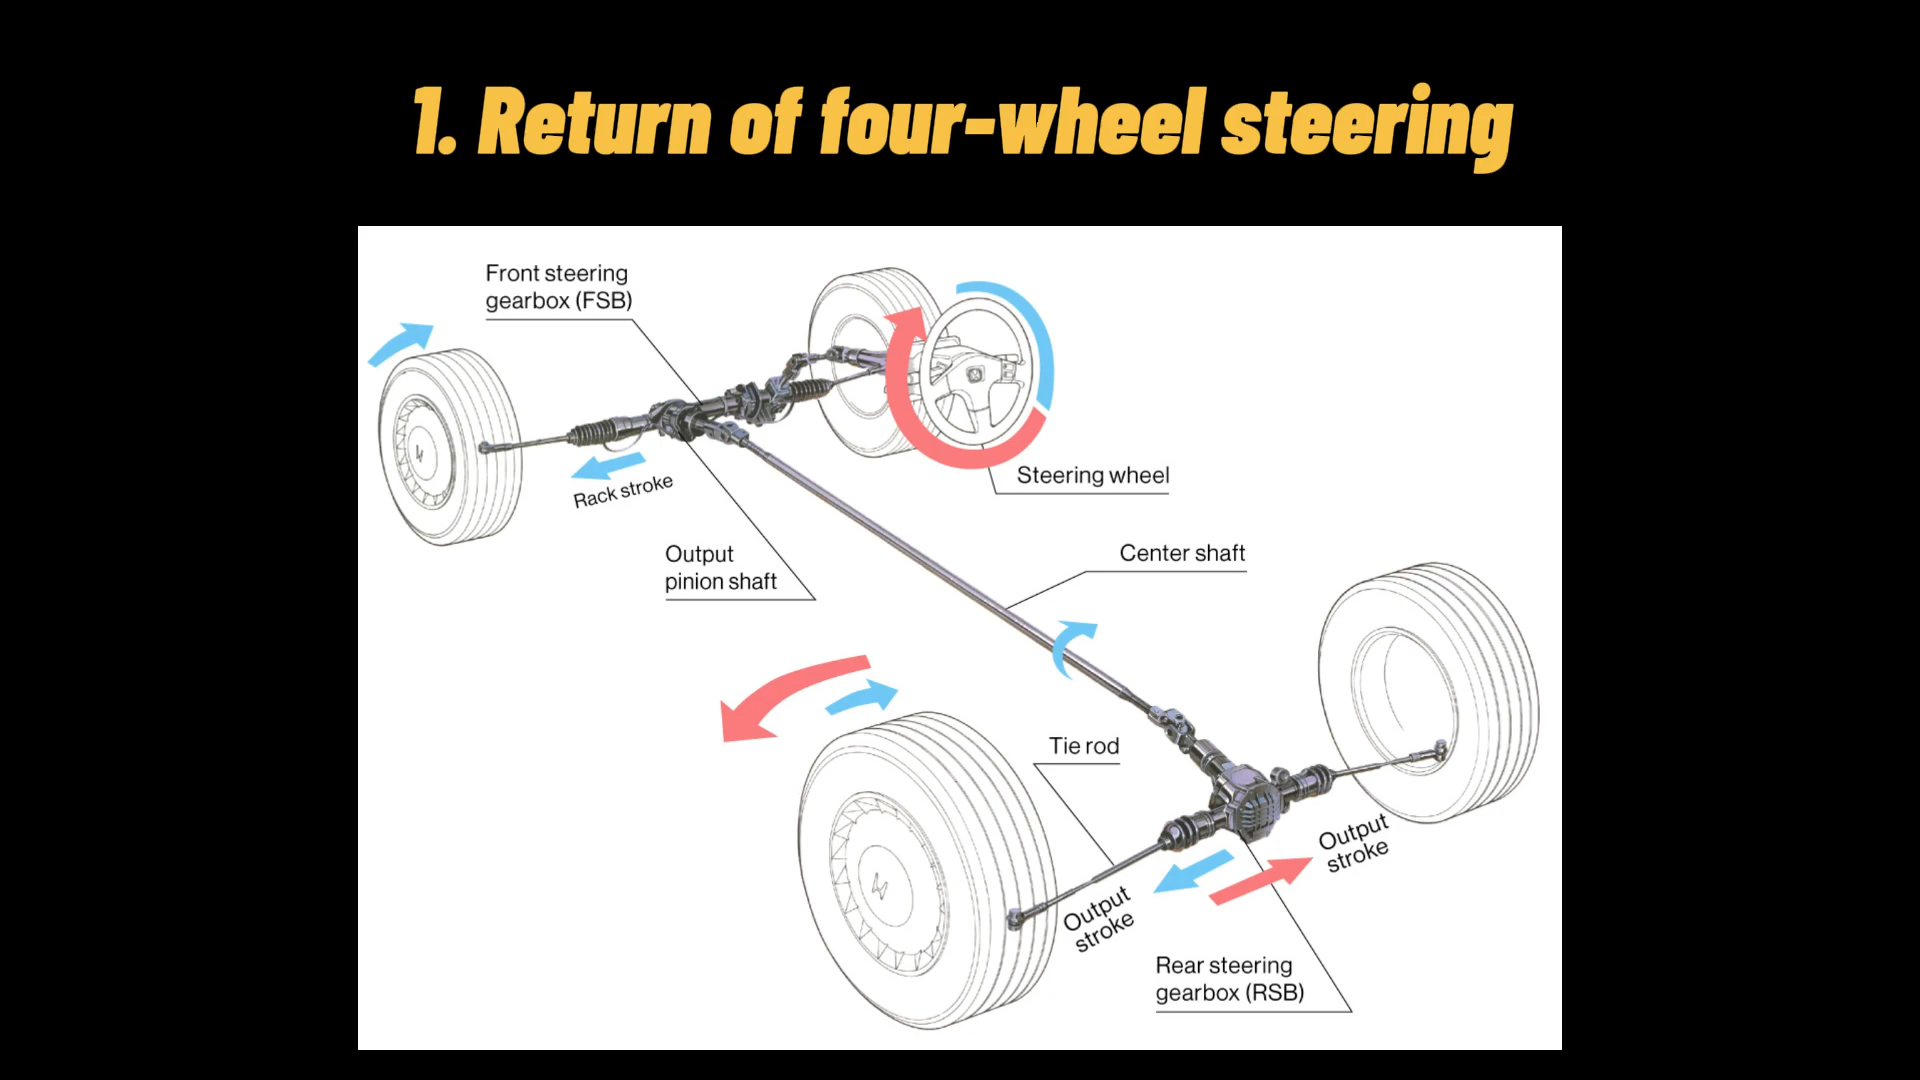 1. Return of four-wheel steering
Front steering
gearbox (FSB)
Rack stroke
Steering wheel
Output
pinion shaft
Center shaft
Tie rod
Output
stroke
Output
stroke
Rear steering
gearbox (RSB)